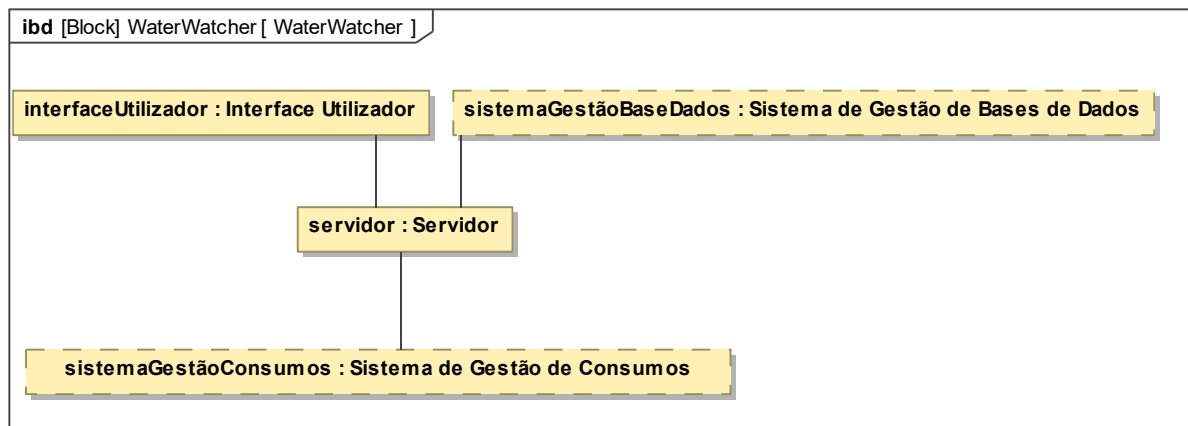 ibd [Block] WaterWatcher [ WaterWatcher ]
interfaceUtilizador : Interface Utilizador
sistemaGestãoBaseDados : Sistema de Gestão de Bases de Dados
servidor : Servidor
sistemaGestãoConsumos : Sistema de Gestão de Consumos